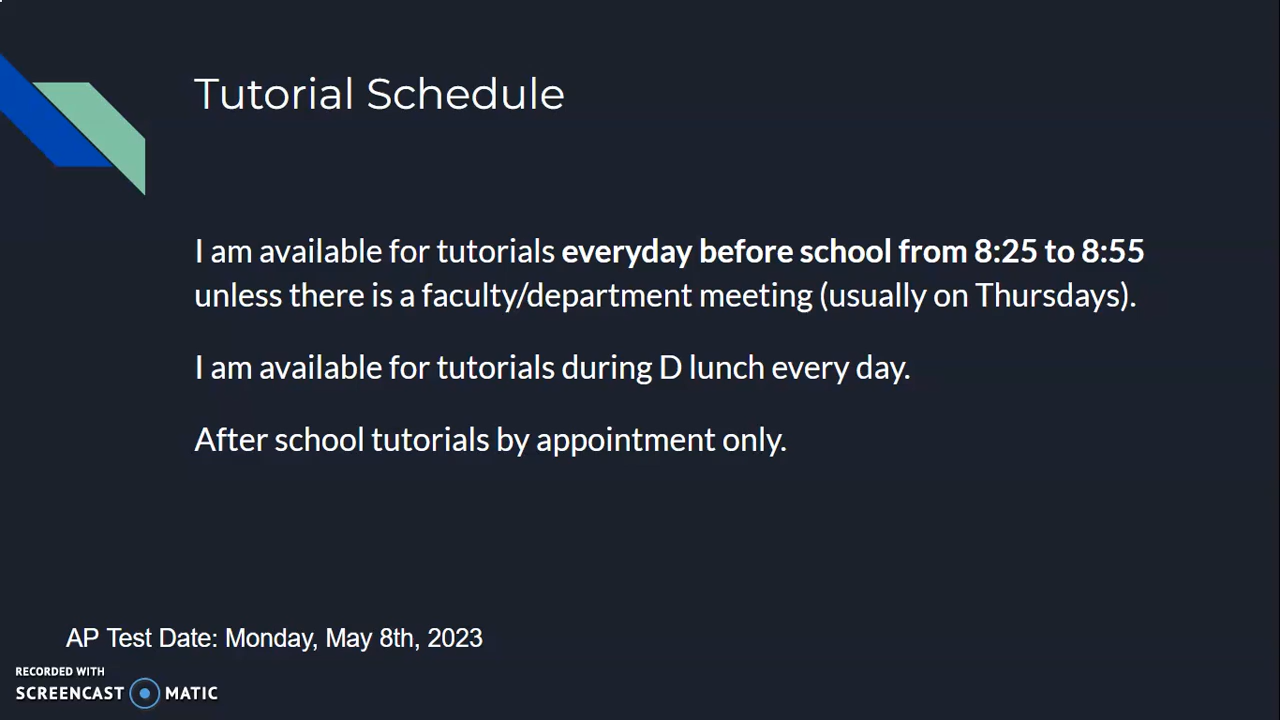 Tutorial Schedule
I am available for tutorials everyday before school from 8:25 to 8:55
unless there is a faculty/department meeting (usually on Thursdays).
I am available for tutorials during D lunch every day.
After school tutorials by appointment only.
AP Test Date: Monday, May 8th, 2023
RECORDED WITH
SCREENCAST MATIC